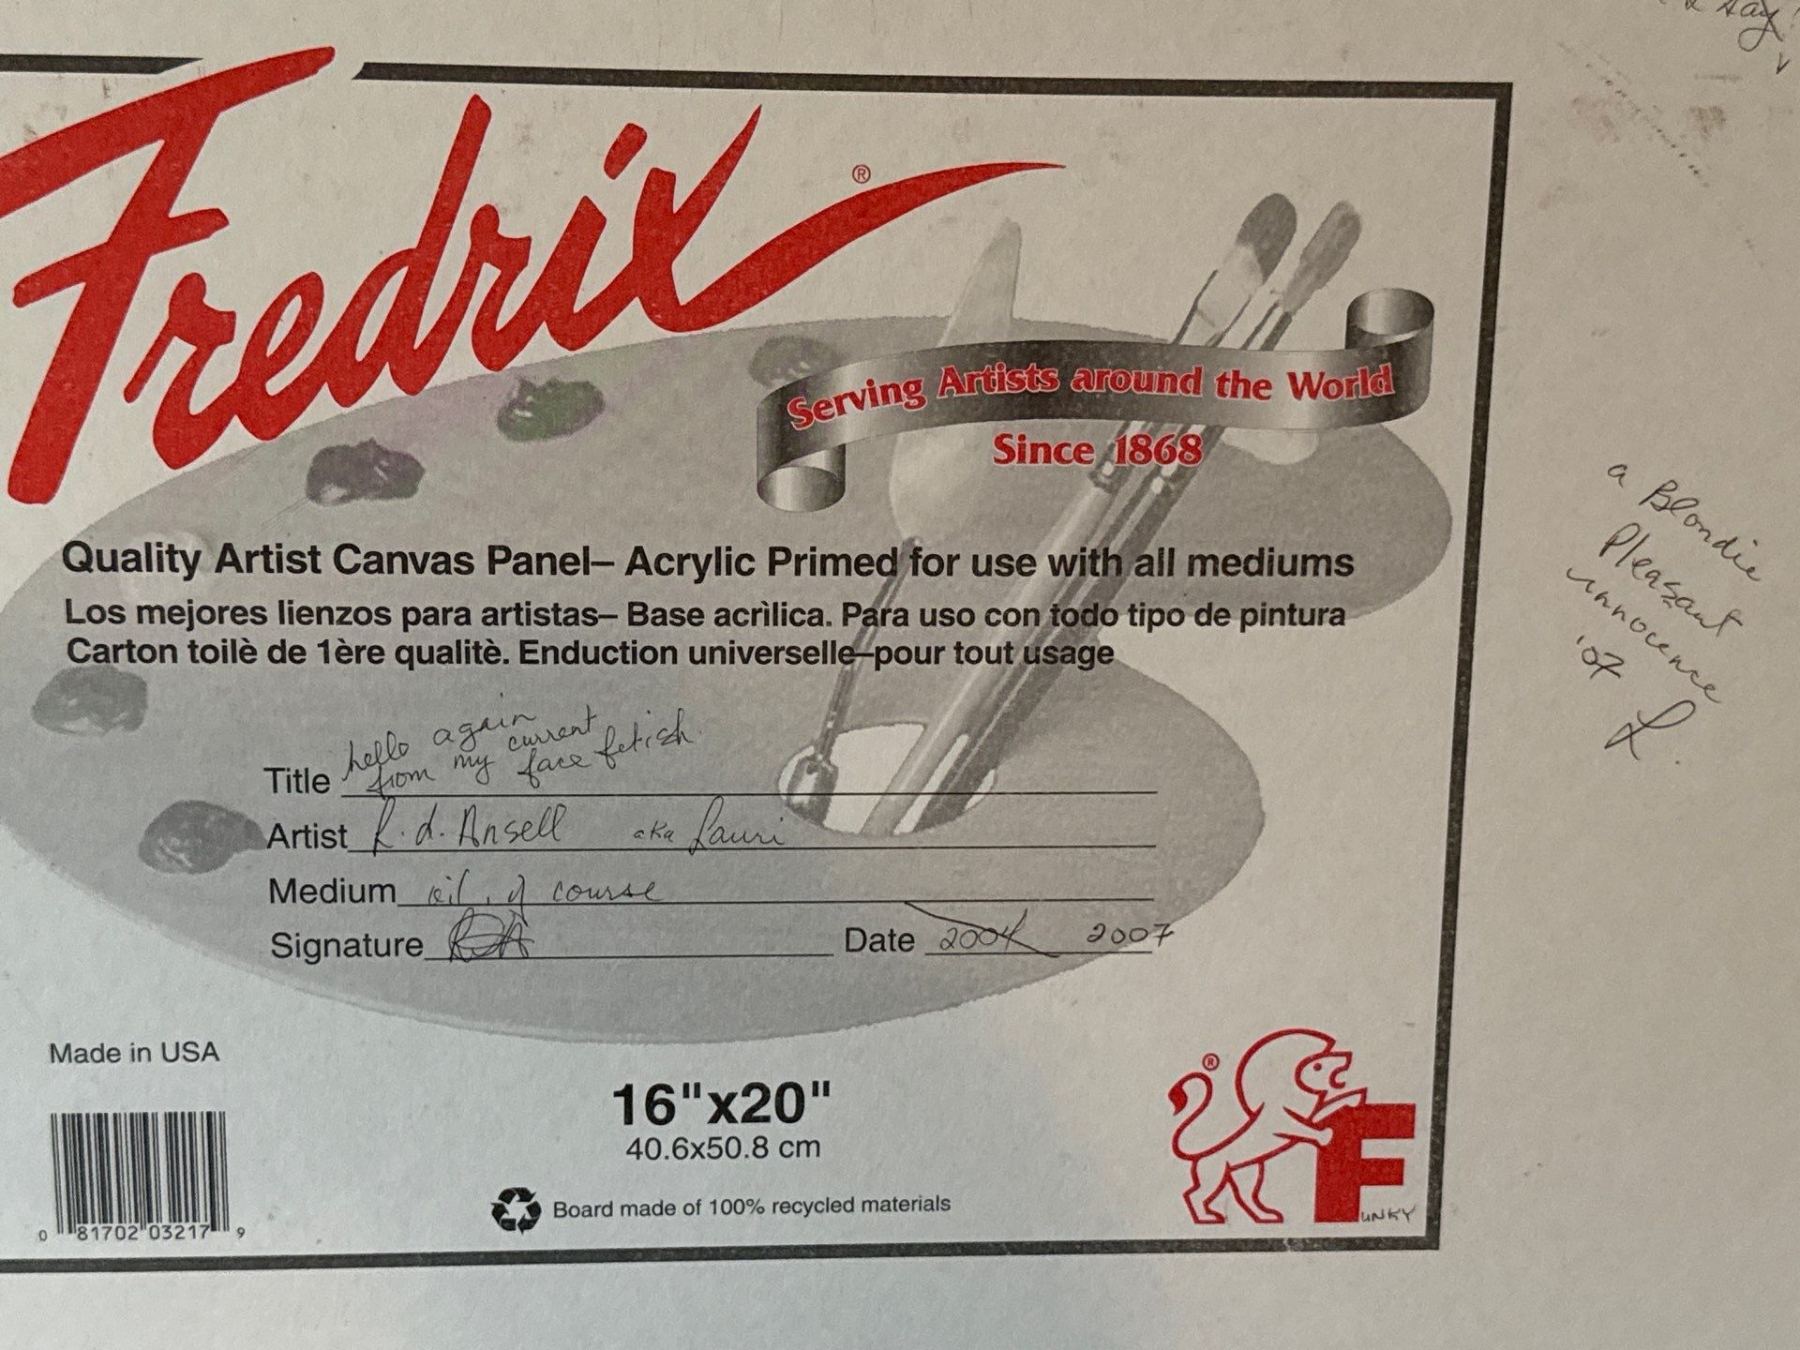 say!
Fredrix®
Serving Artists around the World
Since 1868
a Blondie
Pleasant
innocence
'07
L.
Quality Artist Canvas Panel– Acrylic Primed for use with all mediums
Los mejores lienzos para artistas– Base acrìlica. Para uso con todo tipo de pintura
Carton toilè de 1ère qualitè. Enduction universelle–pour tout usage
hello again
from my current
face fetish
Title
Artist R. d. Ansell aka Lauri
Medium oil, of course
Signature Date 2004 2007
Made in USA
16"x20"
40.6x50.8 cm
Board made of 100% recycled materials
0 81702 03217 9
®
FUNKY